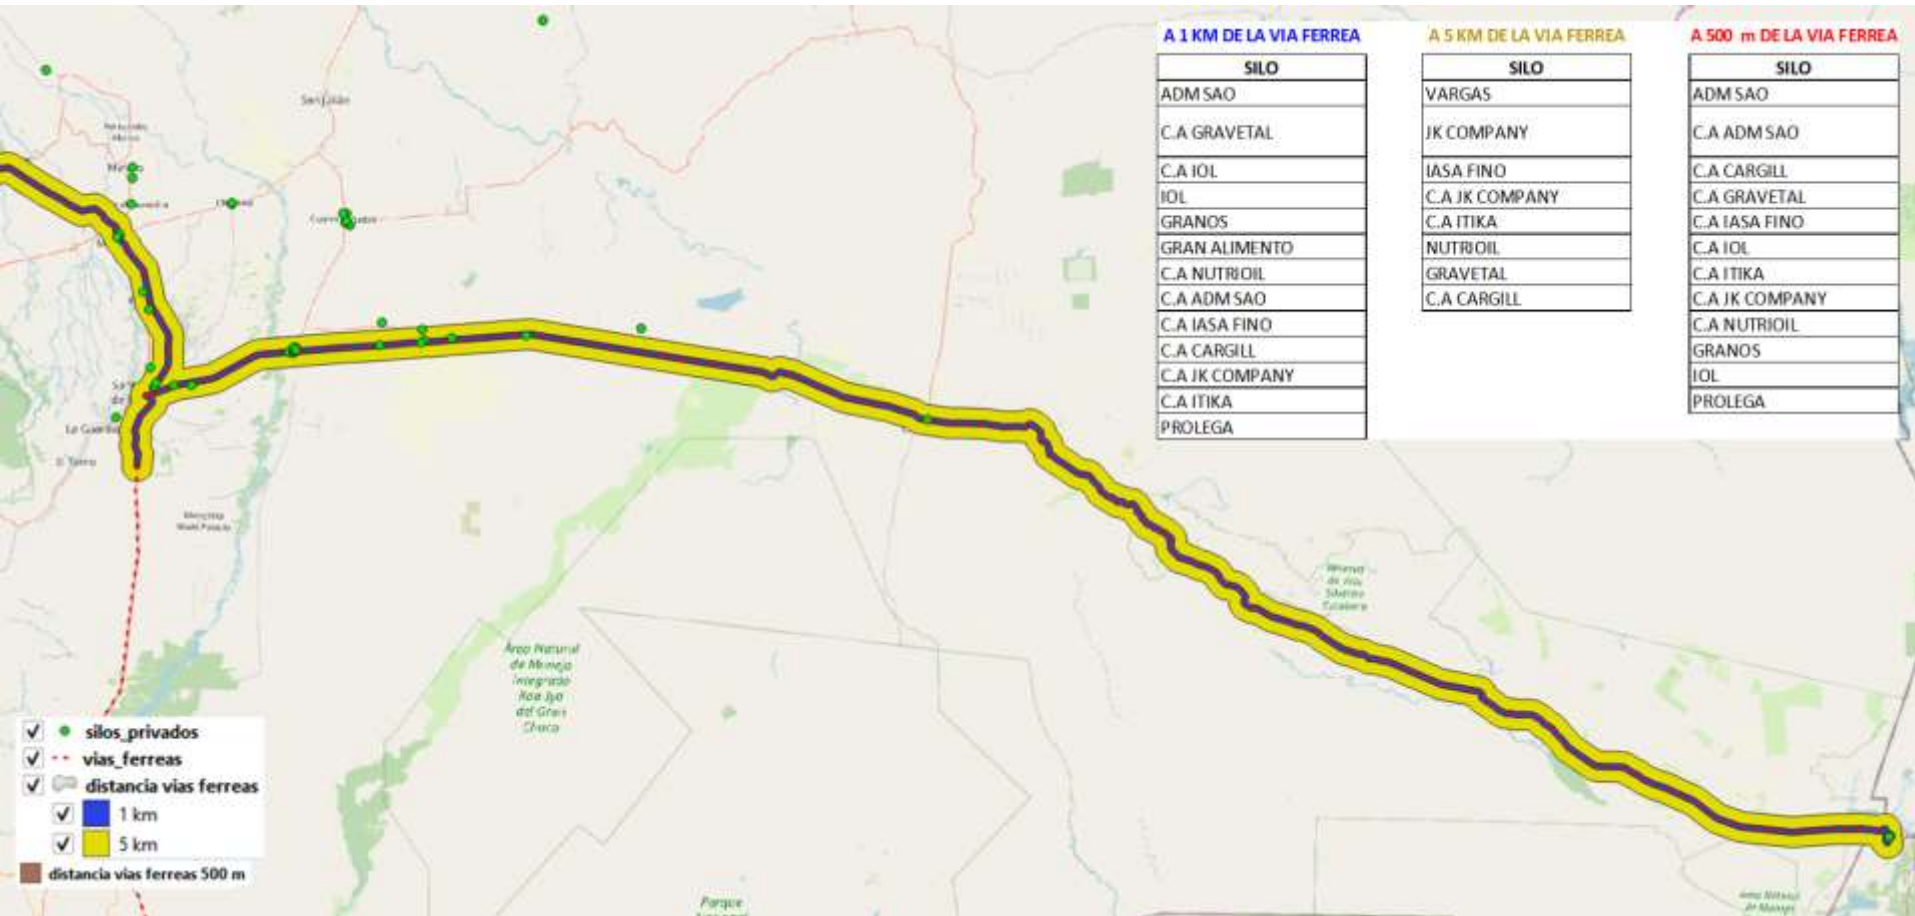 A 1 KM DE LA VIA FERREA
SILO
ADM SAO
C.A GRAVETAL
C.A IOL
IOL
GRANOS
GRAN ALIMENTO
C.A NUTRIOIL
C.A ADM SAO
C.A IASA FINO
C.A CARGILL
C.A JK COMPANY
C.A ITIKA
PROLEGA
A 5 KM DE LA VIA FERREA
SILO
VARGAS
JK COMPANY
IASA FINO
C.A JK COMPANY
C.A ITIKA
NUTRIOIL
GRAVETAL
C.A CARGILL
A 500 m DE LA VIA FERREA
SILO
ADM SAO
C.A ADM SAO
C.A CARGILL
C.A GRAVETAL
C.A IASA FINO
C.A IOL
C.A ITIKA
C.A JK COMPANY
C.A NUTRIOIL
GRANOS
IOL
PROLEGA
San Julián
La Guardia
El Torno
Área Natural
de Manejo
Integrado
Kaa Iya
del Gran
Chaco
Parque
silos_privados
vias_ferreas
distancia vias ferreas
1 km
5 km
distancia vias ferreas 500 m